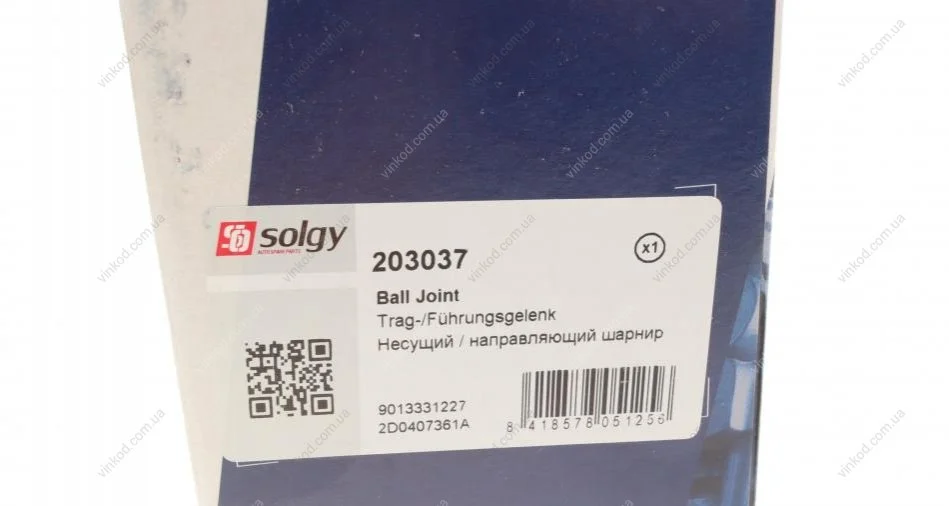 solgy
AUTOSPARE PARTS
203037
x1
Ball Joint
Trag-/Führungsgelenk
Несущий / направляющий шарнир
9013331227
2D0407361A
8 418578 051256
vinkod.com.ua